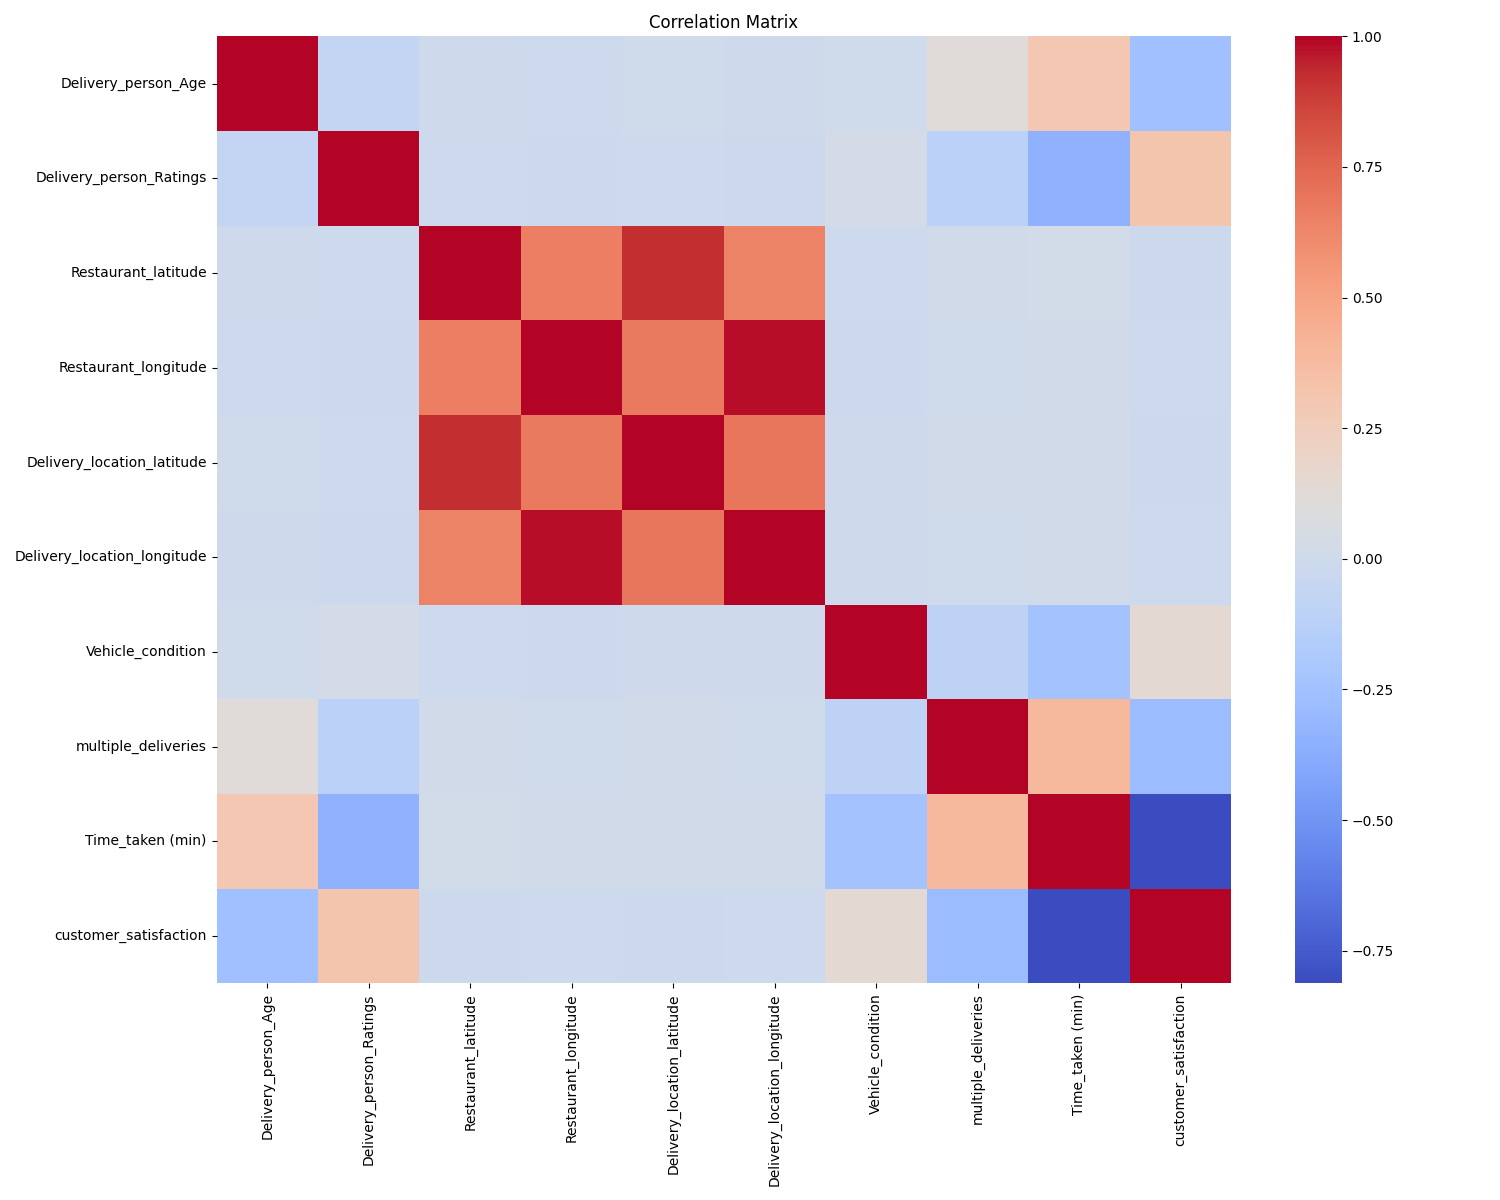 Correlation Matrix
Delivery_person_Age
Delivery_person_Ratings
Restaurant_latitude
Restaurant_longitude
Delivery_location_latitude
Delivery_location_longitude
Vehicle_condition
multiple_deliveries
Time_taken (min)
customer_satisfaction
Delivery_person_Age
Delivery_person_Ratings
Restaurant_latitude
Restaurant_longitude
Delivery_location_latitude
Delivery_location_longitude
Vehicle_condition
multiple_deliveries
Time_taken (min)
customer_satisfaction
1.00
0.75
0.50
0.25
0.00
−0.25
−0.50
−0.75